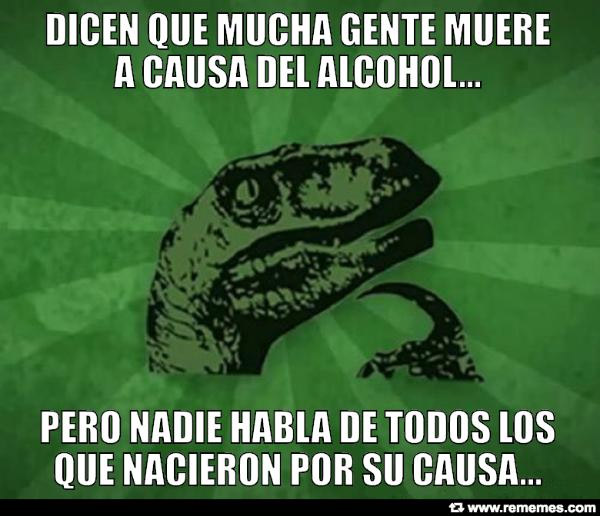 DICEN QUE MUCHA GENTE MUERE
A CAUSA DEL ALCOHOL...
PERO NADIE HABLA DE TODOS LOS
QUE NACIERON POR SU CAUSA...
www.rememes.com